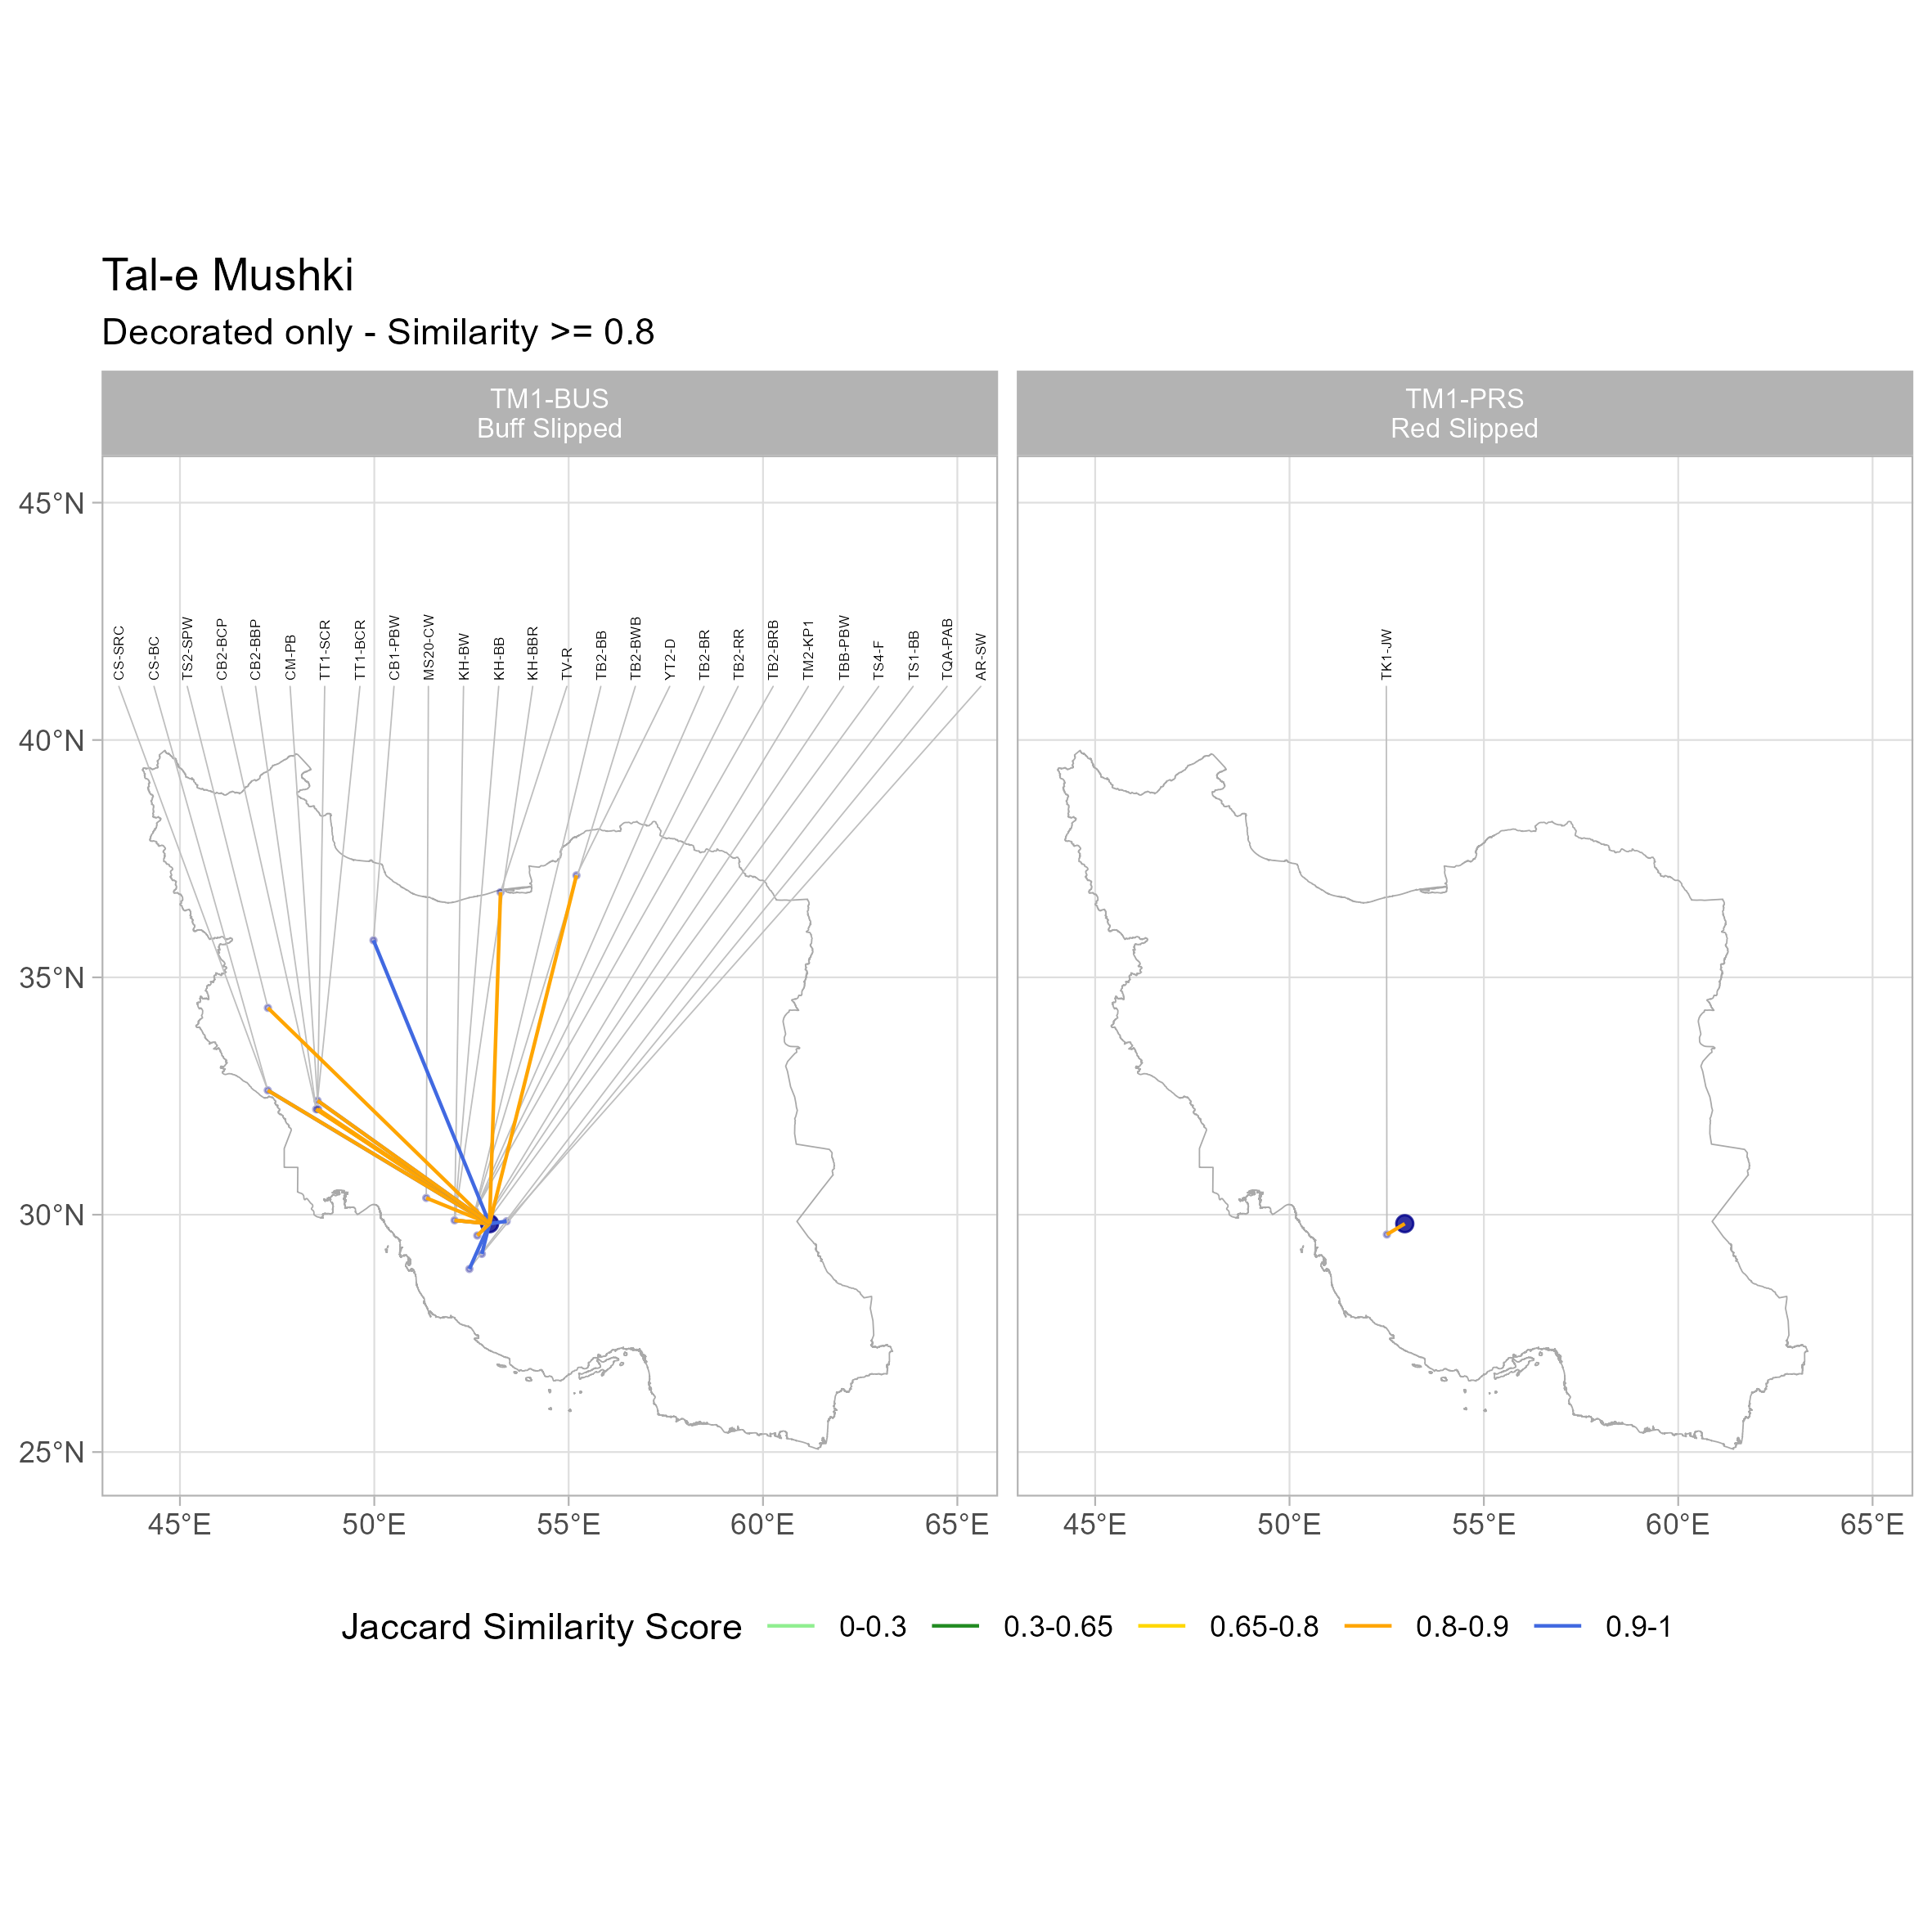 Tal-e Mushki
Decorated only - Similarity >= 0.8
TM1-BUS
Buff Slipped
TM1-PRS
Red Slipped
45°N
40°N
35°N
30°N
25°N
CS-SRC
CS-BC
TS2-SPW
CB2-BCP
CB2-BBP
CM-PB
TT1-SCR
TT1-BCR
CB1-PBW
MS20-CW
KH-BW
KH-BB
KH-BBR
TV-R
TB2-BB
TB2-BWB
YT2-D
TB2-BR
TB2-RR
TB2-BRB
TM2-KP1
TBB-PBW
TS4-F
TS1-BB
TQA-PAB
AR-SW
TK1-JW
45°E 50°E 55°E 60°E 65°E
45°E 50°E 55°E 60°E 65°E
Jaccard Similarity Score 0-0.3 0.3-0.65 0.65-0.8 0.8-0.9 0.9-1